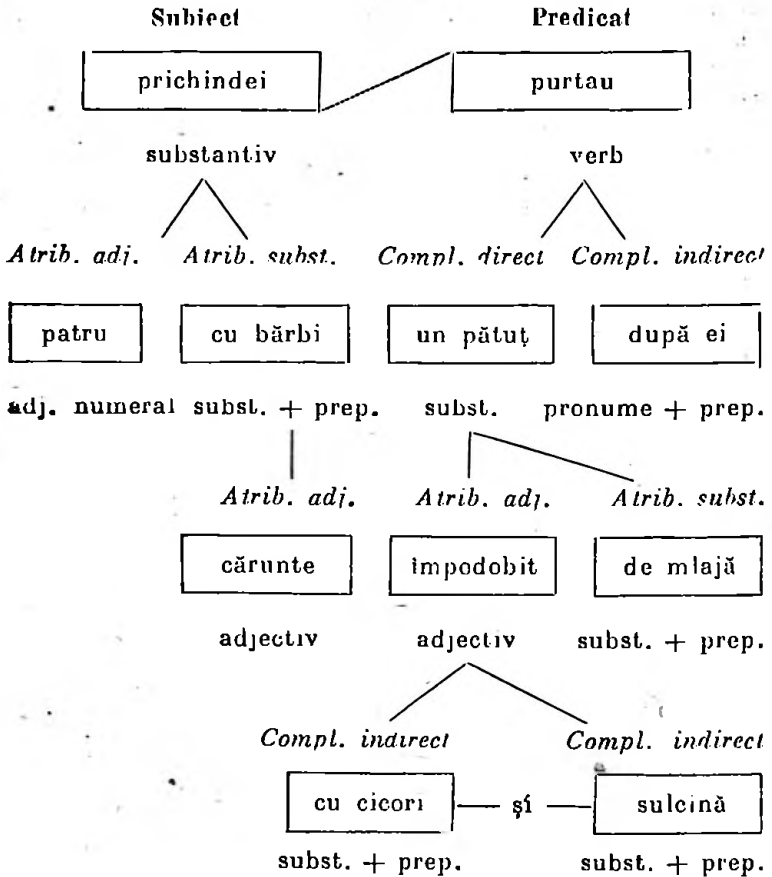 Subiect Predicat
prichindei purtau
substantiv verb
Atrib. adj. Atrib. subst. Compl. direct Compl. indirect
patru cu bărbi un pătuț după ei
adj. numeral subst. + prep. subst. pronume + prep.
Atrib. adj. Atrib. adj. Atrib. subst.
cărunte împodobit de mlajă
adjectiv adjectiv subst. + prep.
Compl. indirect Compl. indirect
cu cicori — și — sulcină
subst. + prep. subst. + prep.